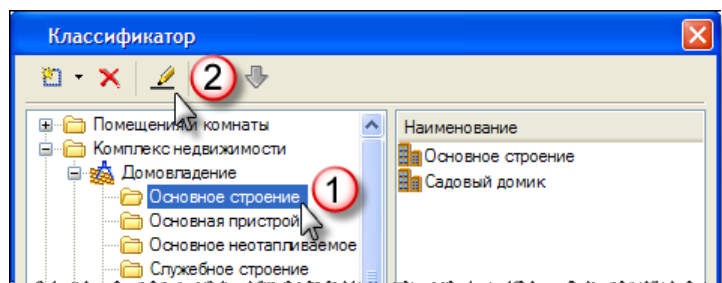 Классификатор
2
Помещения и комнаты
Комплекс недвижимости
Домовладение
Основное строение
1
Основная пристрой
Основное неотапливаемое
Служебное строение
Наименование
Основное строение
Садовый домик